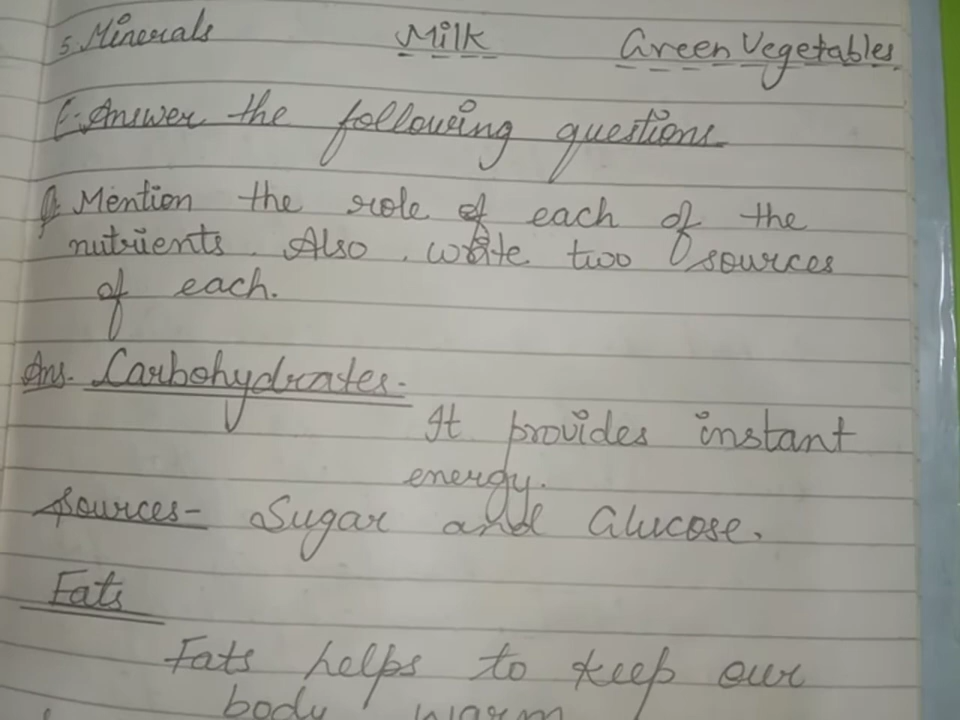 5. Minerals Milk Green Vegetables
E. Answer the following questions
Q. Mention the role of each of the
nutrients. Also write two sources
of each.
Ans. Carbohydrates-
It provides instant
energy.
Sources- Sugar and Glucose.
Fats
Fats helps to keep our
body warm